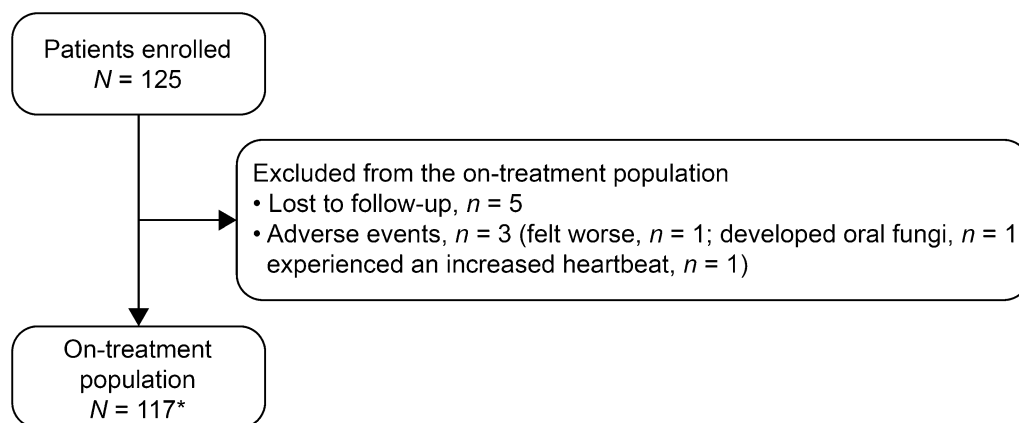 Patients enrolled
N = 125
Excluded from the on-treatment population
• Lost to follow-up, n = 5
• Adverse events, n = 3 (felt worse, n = 1; developed oral fungi, n = 1
experienced an increased heartbeat, n = 1)
On-treatment
population
N = 117*